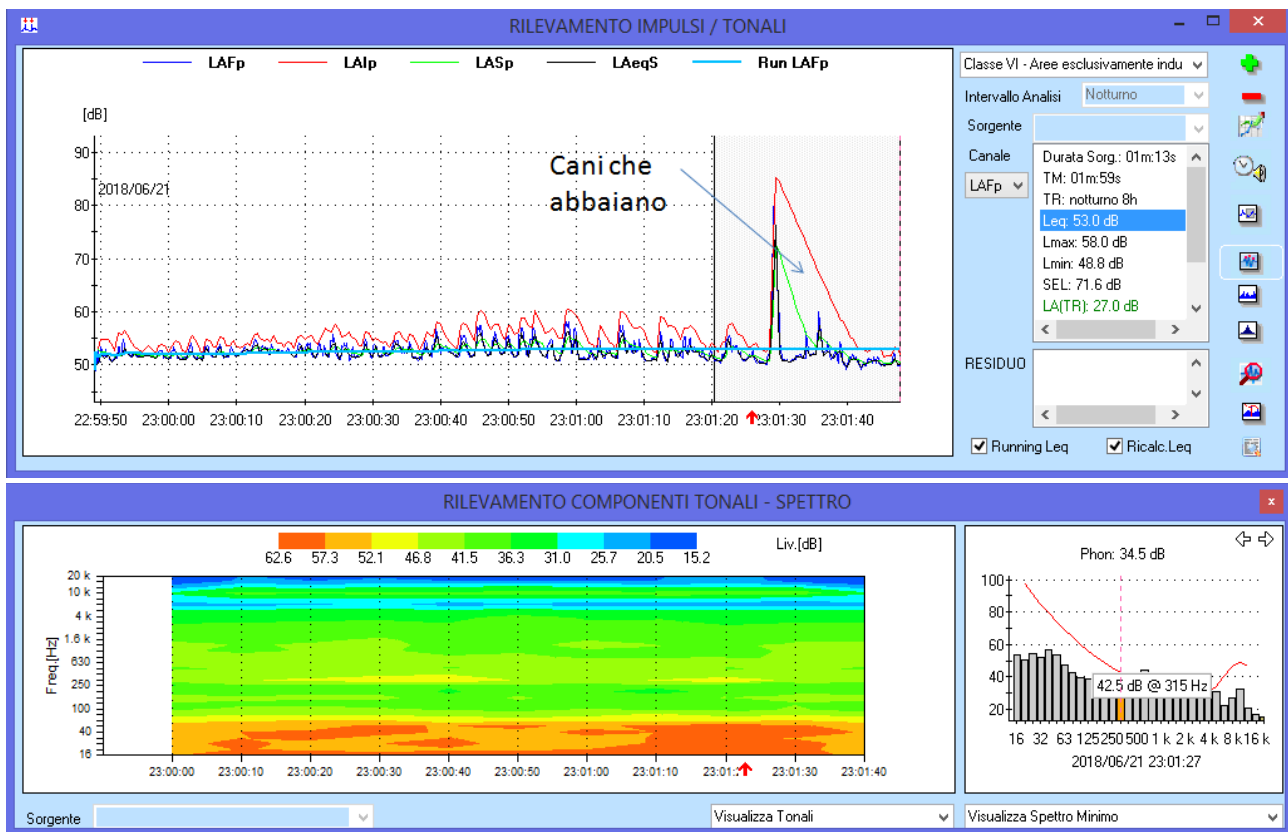 RILEVAMENTO IMPULSI / TONALI
LAFp LAIp LASp LAeqS Run LAFp
[dB]
90
80
70
60
50
2018/06/21
Cani che
abbaiano
22:59:50 23:00:00 23:00:10 23:00:20 23:00:30 23:00:40 23:00:50 23:01:00 23:01:10 23:01:20 23:01:30 23:01:40
Classe VI - Aree esclusivamente indu
Intervallo Analisi Notturno
Sorgente
Canale
LAFp
Durata Sorg.: 01m:13s
TM: 01m:59s
TR: notturno 8h
Leq: 53.0 dB
Lmax: 58.0 dB
Lmin: 48.8 dB
SEL: 71.6 dB
LA(TR): 27.0 dB
RESIDUO
Running Leq Ricalc.Leq
RILEVAMENTO COMPONENTI TONALI - SPETTRO
62.6 57.3 52.1 46.8 41.5 36.3 31.0 25.7 20.5 15.2
Liv.[dB]
Freq.[Hz]
20 k
10 k
4 k
1.6 k
630
250
100
40
16
23:00:00 23:00:10 23:00:20 23:00:30 23:00:40 23:00:50 23:01:00 23:01:10 23:01:30 23:01:40
Sorgente
Visualizza Tonali
Phon: 34.5 dB
100
80
60
40
20
42.5 dB @ 315 Hz
16 32 63 125 250 500 1 k 2 k 4 k 8 k 16 k
2018/06/21 23:01:27
Visualizza Spettro Minimo